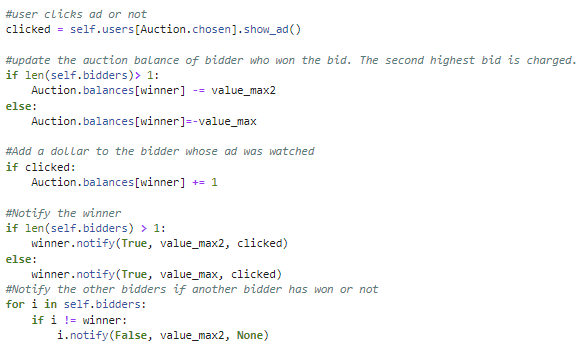 #user clicks ad or not
clicked = self.users[Auction.chosen].show_ad()
#update the auction balance of bidder who won the bid. The second highest bid is charged.
if len(self.bidders)> 1:
    Auction.balances[winner] -= value_max2
else:
    Auction.balances[winner]=-value_max
#Add a dollar to the bidder whose ad was watched
if clicked:
    Auction.balances[winner] += 1
#Notify the winner
if len(self.bidders) > 1:
    winner.notify(True, value_max2, clicked)
else:
    winner.notify(True, value_max, clicked)
#Notify the other bidders if another bidder has won or not
for i in self.bidders:
    if i != winner:
        i.notify(False, value_max2, None)